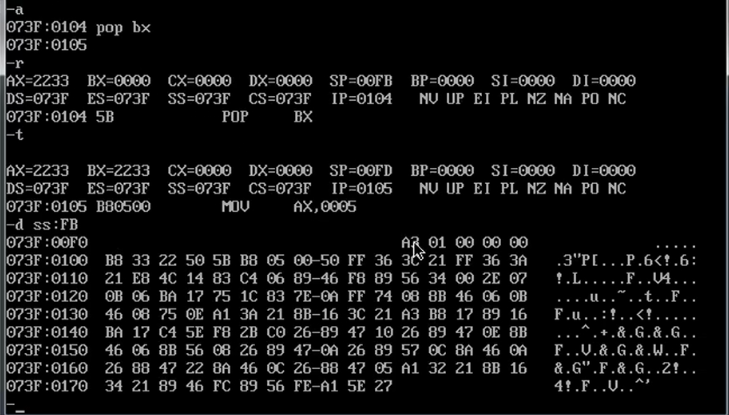 -a
073F:0104 pop bx
073F:0105
-r
AX=2233 BX=0000 CX=0000 DX=0000 SP=00FB BP=0000 SI=0000 DI=0000
DS=073F ES=073F SS=073F CS=073F IP=0104 NV UP EI PL NZ NA PO NC
073F:0104 5B POP BX
-t
AX=2233 BX=2233 CX=0000 DX=0000 SP=00FD BP=0000 SI=0000 DI=0000
DS=073F ES=073F SS=073F CS=073F IP=0105 NV UP EI PL NZ NA PO NC
073F:0105 B80500 MOV AX,0005
-d ss:FB
073F:00F0 A3 01 00 00 00 .....
073F:0100 B8 33 22 50 5B B8 05 00-50 FF 36 3C 21 FF 36 3A .3"P[...P.6<!.6:
073F:0110 21 E8 4C 14 83 C4 06 89-46 F8 89 56 34 00 2E 07 !.L.....F..V4...
073F:0120 0B 06 BA 17 75 1C 83 7E-0A FF 74 08 8B 46 06 0B ....u..~..t..F..
073F:0130 46 08 75 0E A1 3A 21 8B-16 3C 21 A3 B8 17 89 16 F.u..:!..<!.....
073F:0140 BA 17 C4 5E F8 2B C0 26-89 47 10 26 89 47 0E 8B ...^.+.&.G.&.G..
073F:0150 46 06 8B 56 08 26 89 47-0A 26 89 57 0C 8A 46 0A F..V.&.G.&.W..F.
073F:0160 26 88 47 22 8A 46 0C 26-88 47 05 A1 32 21 8B 16 &.G".F.&.G..2!..
073F:0170 34 21 89 46 FC 89 56 FE-A1 5E 27 4!.F..V..^'
-_